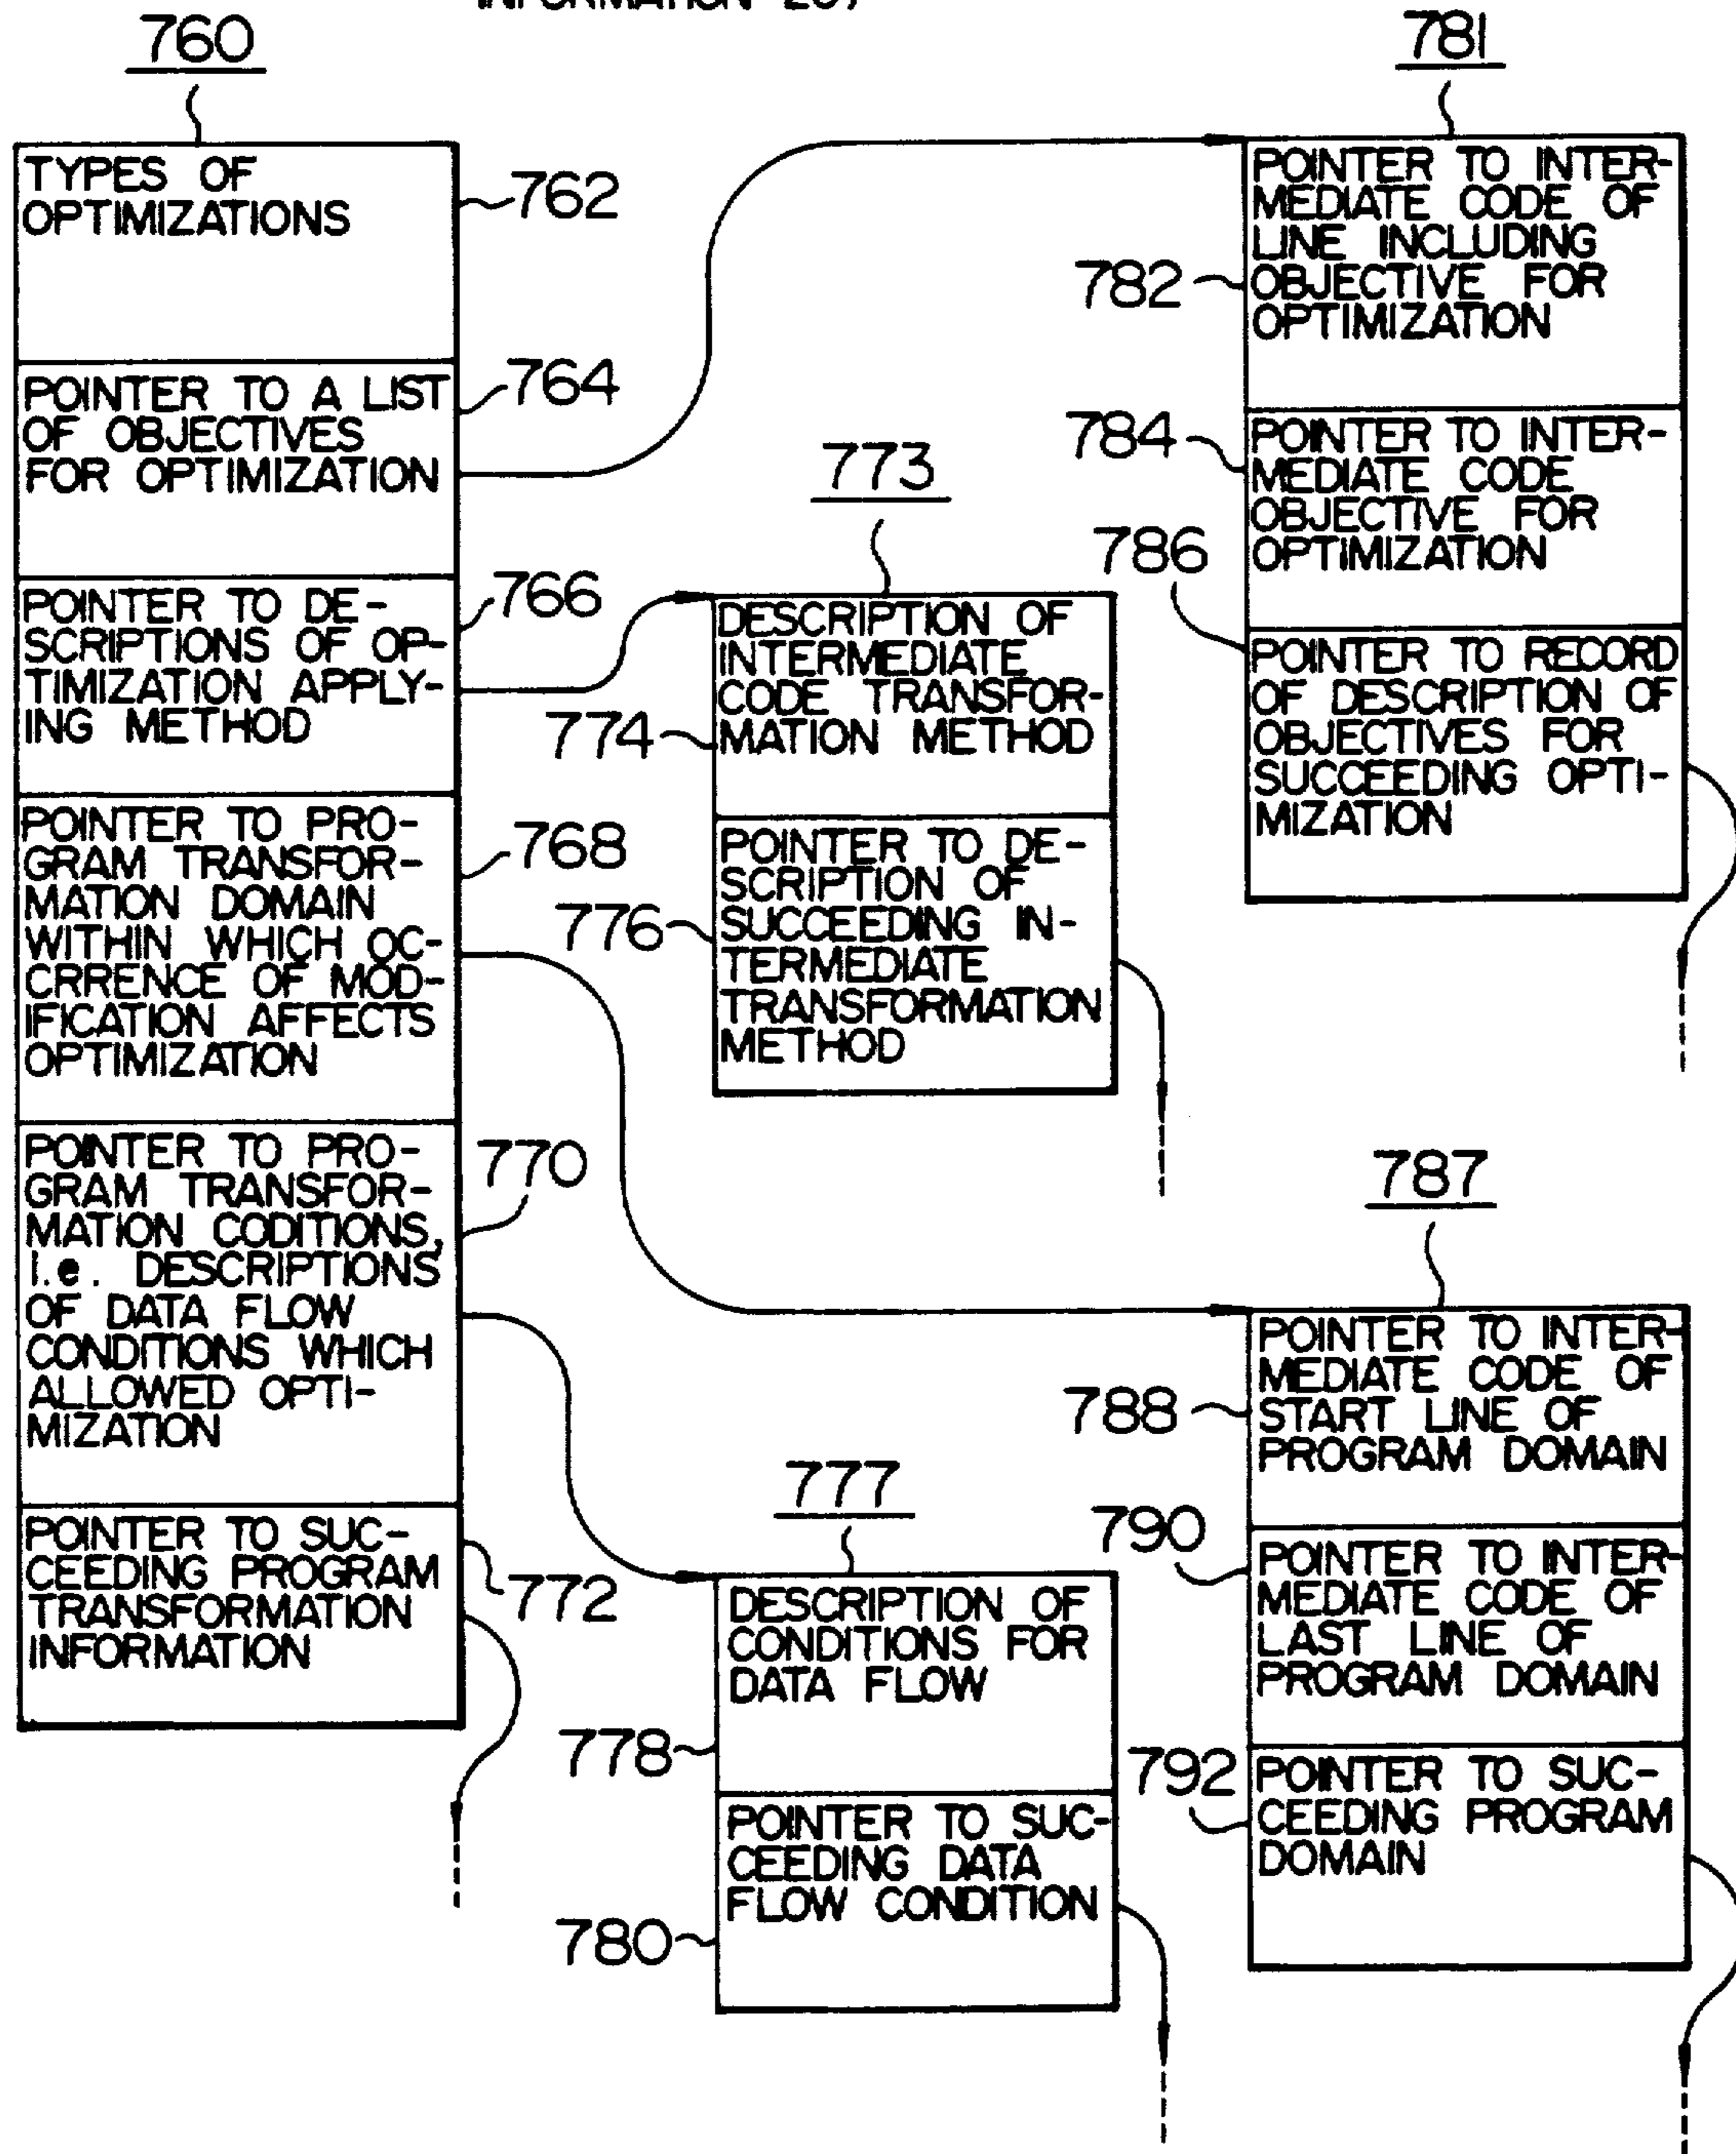 760
TYPES OF
OPTIMIZATIONS
762
POINTER TO A LIST
OF OBJECTIVES
FOR OPTIMIZATION
764
POINTER TO DE-
SCRIPTIONS OF OP-
TIMIZATION APPLY-
ING METHOD
766
POINTER TO PRO-
GRAM TRANSFOR-
MATION DOMAIN
WITHIN WHICH OC-
CRRENCE OF MOD-
IFICATION AFFECTS
OPTIMIZATION
768
POINTER TO PRO-
GRAM TRANSFOR-
MATION CODITIONS,
i.e. DESCRIPTIONS
OF DATA FLOW
CONDITIONS WHICH
ALLOWED OPTI-
MIZATION
770
POINTER TO SUC-
CEEDING PROGRAM
TRANSFORMATION
INFORMATION
772
773
DESCRIPTION OF
INTERMEDIATE
CODE TRANSFOR-
MATION METHOD
774
POINTER TO DE-
SCRIPTION OF
SUCCEEDING IN-
TERMEDIATE
TRANSFORMATION
METHOD
776
777
DESCRIPTION OF
CONDITIONS FOR
DATA FLOW
778
POINTER TO SUC-
CEEDING DATA
FLOW CONDITION
780
781
POINTER TO INTER-
MEDIATE CODE OF
LINE INCLUDING
OBJECTIVE FOR
OPTIMIZATION
782
POINTER TO INTER-
MEDIATE CODE
OBJECTIVE FOR
OPTIMIZATION
784
POINTER TO RECORD
OF DESCRIPTION OF
OBJECTIVES FOR
SUCCEEDING OPTI-
MIZATION
786
787
POINTER TO INTER-
MEDIATE CODE OF
START LINE OF
PROGRAM DOMAIN
788
POINTER TO INTER-
MEDIATE CODE OF
LAST LINE OF
PROGRAM DOMAIN
790
POINTER TO SUC-
CEEDING PROGRAM
DOMAIN
792